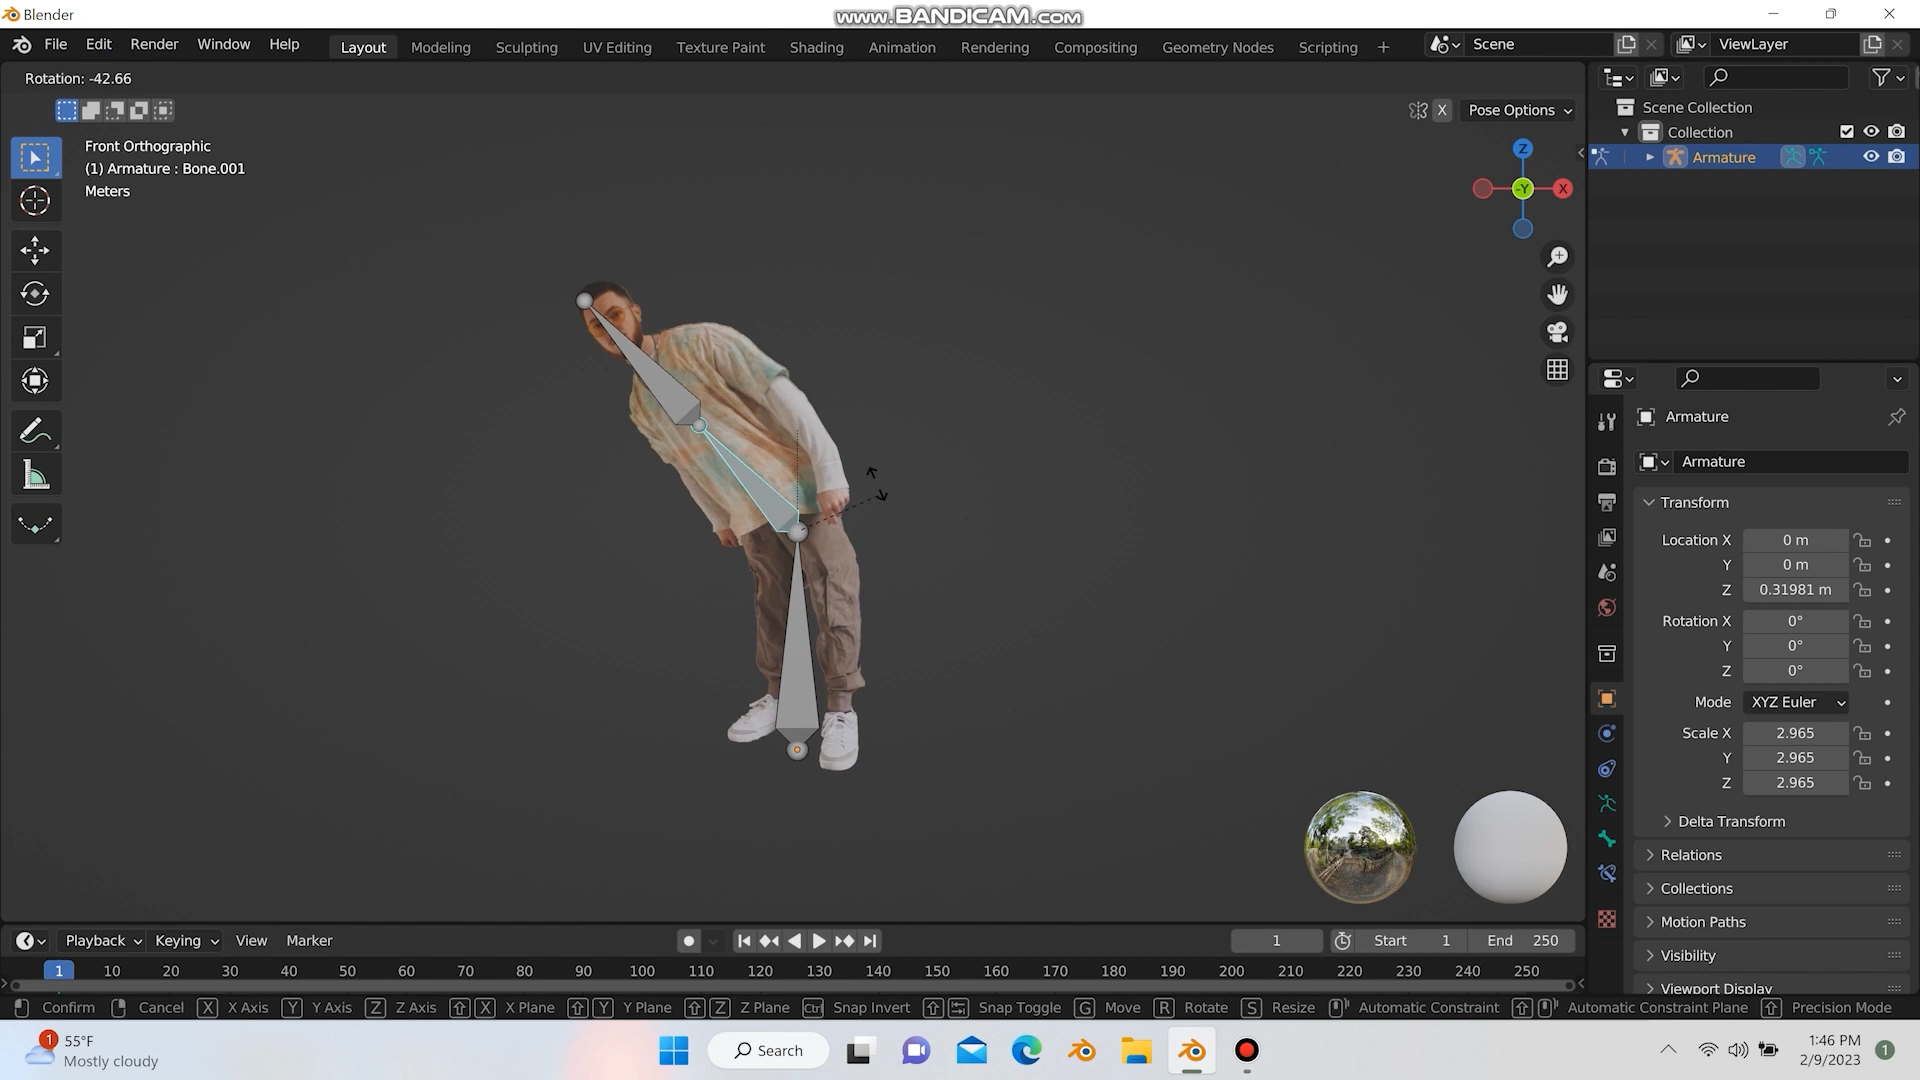 Blender
www.BANDICAM.com
File Edit Render Window Help
Layout Modeling Sculpting UV Editing Texture Paint Shading Animation Rendering Compositing Geometry Nodes Scripting +
Scene ViewLayer
Rotation: -42.66
X Pose Options
Front Orthographic
(1) Armature : Bone.001
Meters
Z
-Y X
Scene Collection
Collection
Armature
Armature
Armature
Transform
Location X 0 m
Y 0 m
Z 0.31981 m
Rotation X 0°
Y 0°
Z 0°
Mode XYZ Euler
Scale X 2.965
Y 2.965
Z 2.965
Delta Transform
Relations
Collections
Motion Paths
Visibility
Viewport Display
Playback Keying View Marker
1 Start 1 End 250
1 10 20 30 40 50 60 70 80 90 100 110 120 130 140 150 160 170 180 190 200 210 220 230 240 250
Confirm Cancel X X Axis Y Y Axis Z Z Axis X X Plane Y Y Plane Z Z Plane Ctrl Snap Invert Snap Toggle G Move R Rotate S Resize Automatic Constraint Automatic Constraint Plane Precision Mode
1 55°F
Mostly cloudy
Search
1:46 PM
2/9/2023
1